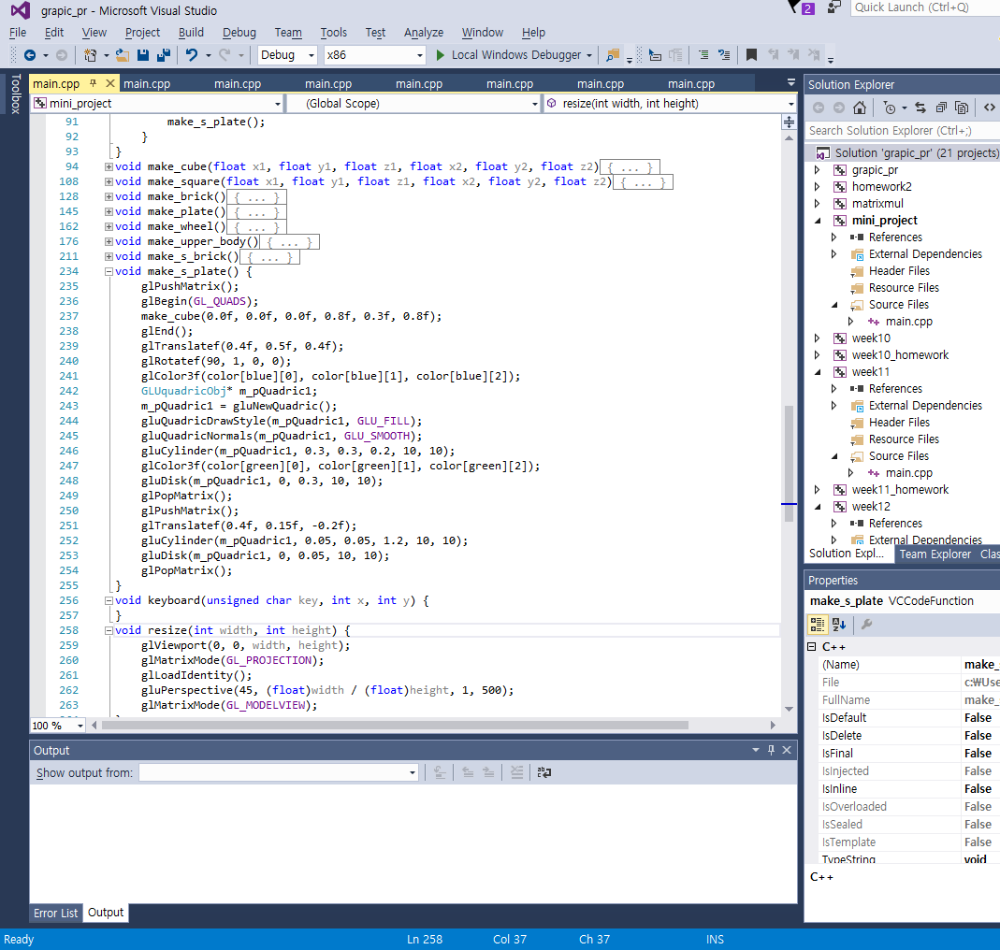 grapic_pr - Microsoft Visual Studio
2
Quick Launch (Ctrl+Q)
File Edit View Project Build Debug Team Tools Test Analyze Window Help
Debug x86 Local Windows Debugger
Toolbox
main.cpp main.cpp main.cpp main.cpp main.cpp main.cpp main.cpp main.cpp
mini_project (Global Scope) resize(int width, int height)
91 make_s_plate();
92 }
93 }
94 void make_cube(float x1, float y1, float z1, float x2, float y2, float z2){ ... }
108 void make_square(float x1, float y1, float z1, float x2, float y2, float z2){ ... }
128 void make_brick(){ ... }
145 void make_plate(){ ... }
162 void make_wheel(){ ... }
176 void make_upper_body(){ ... }
211 void make_s_brick(){ ... }
234 void make_s_plate() {
235 glPushMatrix();
236 glBegin(GL_QUADS);
237 make_cube(0.0f, 0.0f, 0.0f, 0.8f, 0.3f, 0.8f);
238 glEnd();
239 glTranslatef(0.4f, 0.5f, 0.4f);
240 glRotatef(90, 1, 0, 0);
241 glColor3f(color[blue][0], color[blue][1], color[blue][2]);
242 GLUquadricObj* m_pQuadric1;
243 m_pQuadric1 = gluNewQuadric();
244 gluQuadricDrawStyle(m_pQuadric1, GLU_FILL);
245 gluQuadricNormals(m_pQuadric1, GLU_SMOOTH);
246 gluCylinder(m_pQuadric1, 0.3, 0.3, 0.2, 10, 10);
247 glColor3f(color[green][0], color[green][1], color[green][2]);
248 gluDisk(m_pQuadric1, 0, 0.3, 10, 10);
249 glPopMatrix();
250 glPushMatrix();
251 glTranslatef(0.4f, 0.15f, -0.2f);
252 gluCylinder(m_pQuadric1, 0.05, 0.05, 1.2, 10, 10);
253 gluDisk(m_pQuadric1, 0, 0.05, 10, 10);
254 glPopMatrix();
255 }
256 void keyboard(unsigned char key, int x, int y) {
257 }
258 void resize(int width, int height) {
259 glViewport(0, 0, width, height);
260 glMatrixMode(GL_PROJECTION);
261 glLoadIdentity();
262 gluPerspective(45, (float)width / (float)height, 1, 500);
263 glMatrixMode(GL_MODELVIEW);
100 %
Output
Show output from:
Error List Output
Solution Explorer
Search Solution Explorer (Ctrl+;)
Solution 'grapic_pr' (21 projects)
grapic_pr
homework2
matrixmul
mini_project
References
External Dependencies
Header Files
Resource Files
Source Files
main.cpp
week10
week10_homework
week11
References
External Dependencies
Header Files
Resource Files
Source Files
main.cpp
week11_homework
week12
References
External Dependencies
Solution Expl... Team Explorer Clas
Properties
make_s_plate VCCodeFunction
C++
(Name) make_s
File c:\Use
FullName make_
IsDefault False
IsDelete False
IsFinal False
IsInjected False
IsInline False
IsOverloaded False
IsSealed False
IsTemplate False
TypeString void
C++
Ready Ln 258 Col 37 Ch 37 INS